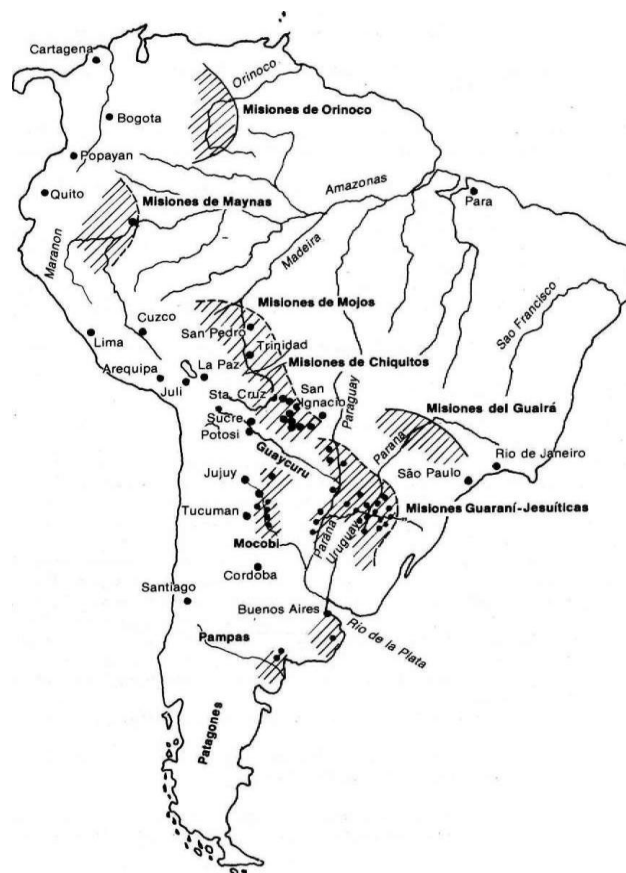 Cartagena
Orinoco
Misiones de Orinoco
Bogota
Popayan
Quito
Misiones de Maynas
Amazonas
Para
Maranon
Madeira
Sao Francisco
Misiones de Mojos
Cuzco
San Pedro
Lima
Trinidad
Misiones de Chiquitos
Arequipa
La Paz
Juli
Sta. Cruz
San
Ignacio
Paraguay
Misiones del Guairá
Sucre
Potosi
Parana
Rio de Janeiro
Guaycuru
São Paulo
Jujuy
Misiones Guaraní-Jesuíticas
Tucuman
Parana
Uruguay
Mocobi
Cordoba
Santiago
Buenos Aires
Rio de la Plata
Pampas
Patagones